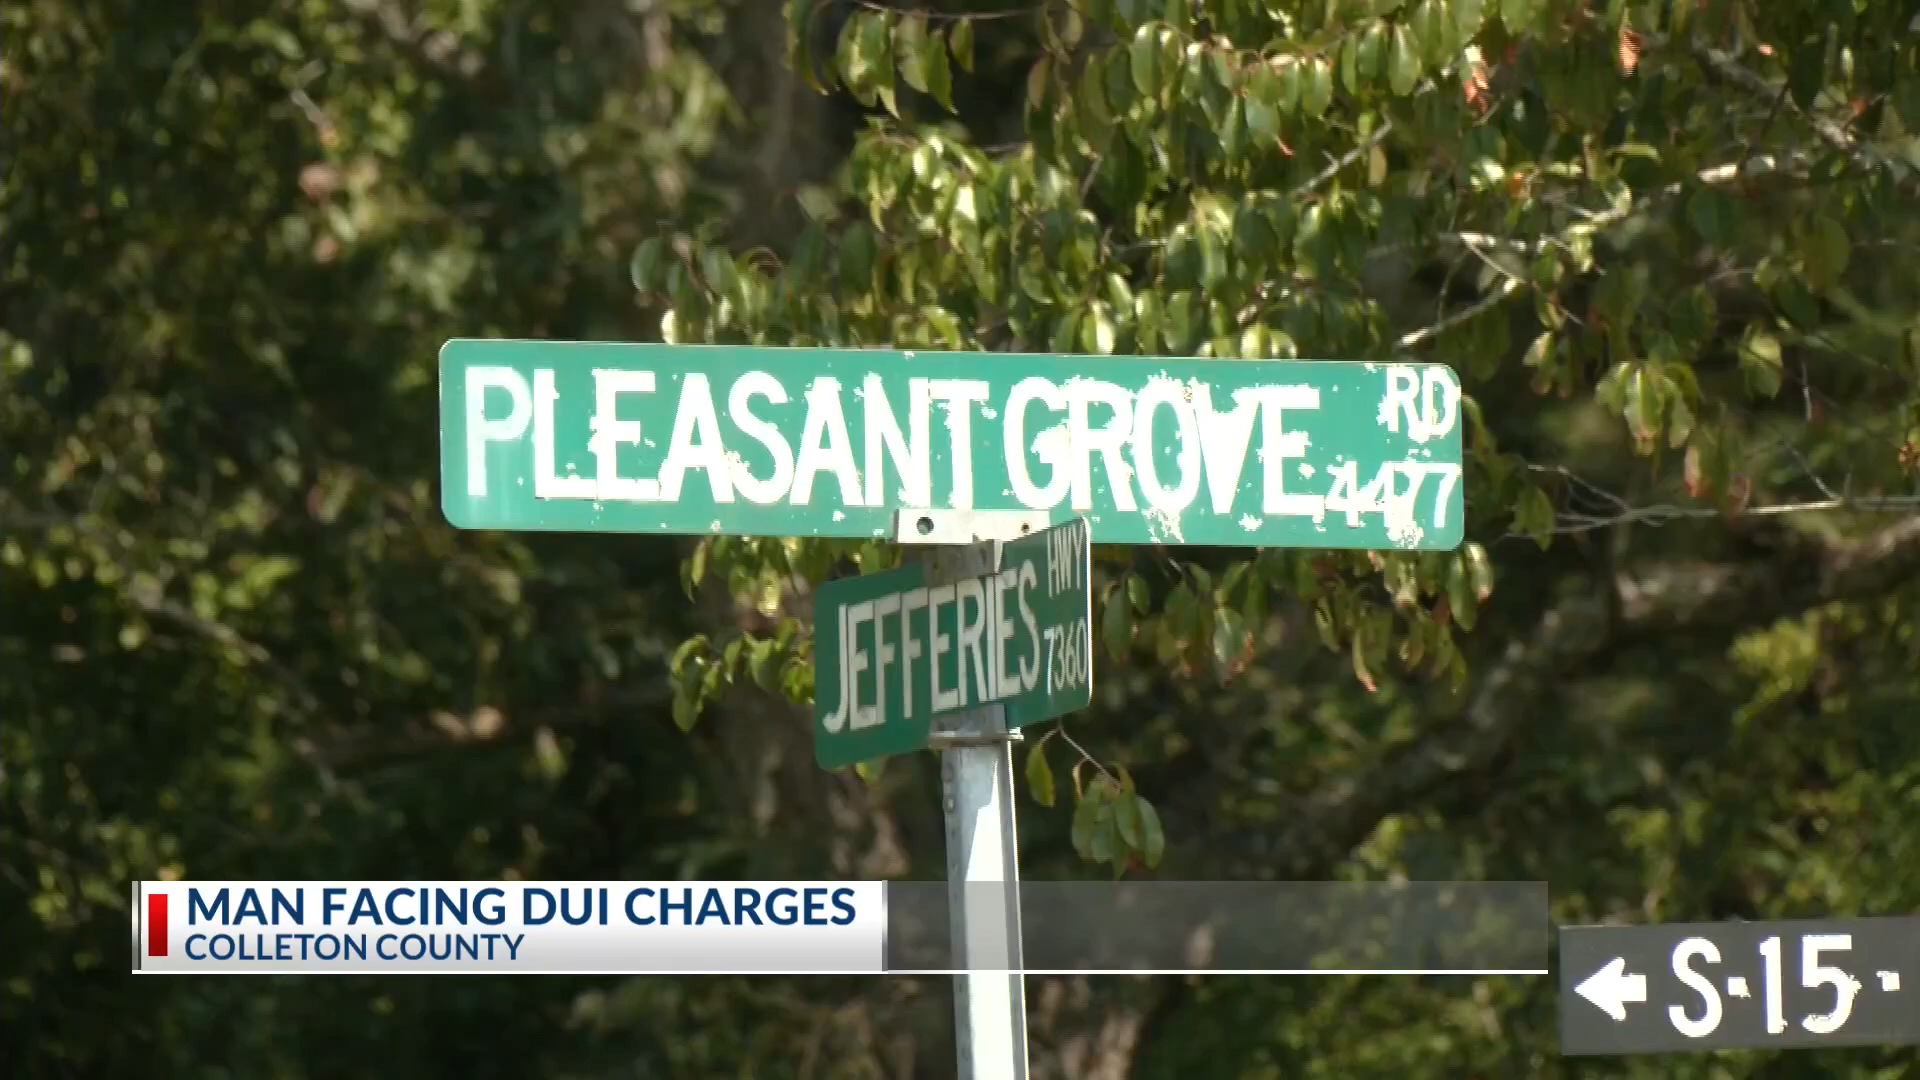 PLEASANT GROVE RD
4477
JEFFERIES HWY
7360
MAN FACING DUI CHARGES
COLLETON COUNTY
← S-15-